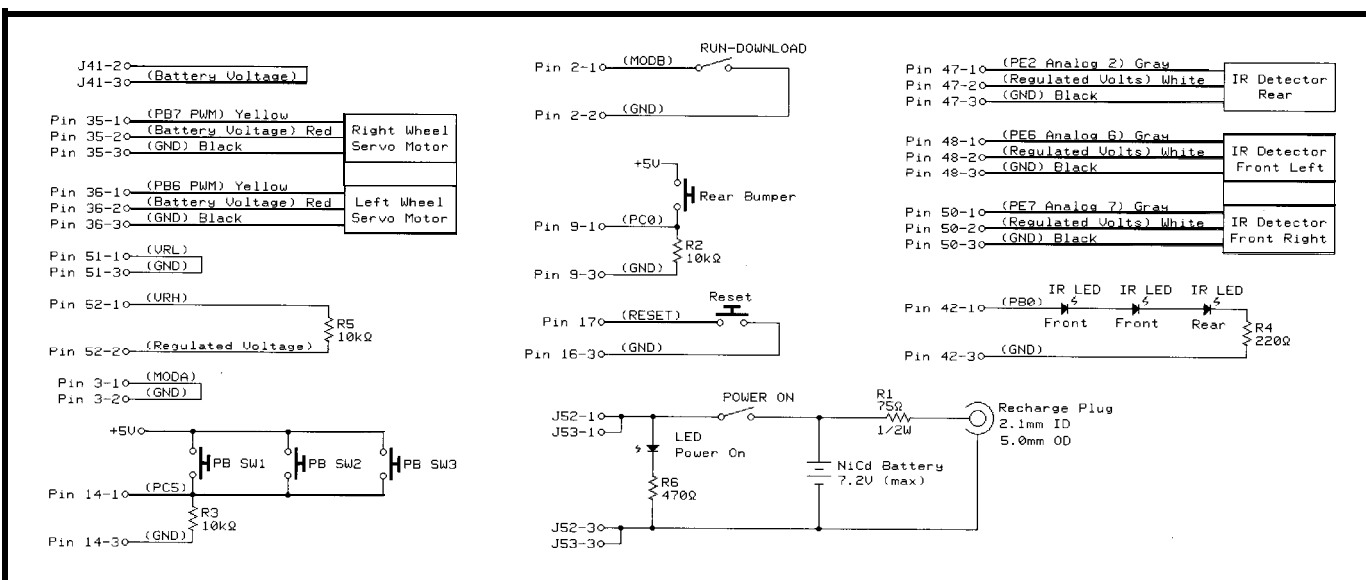 J41-2
J41-3 (Battery Voltage)
Pin 35-1 (PB7 PWM) Yellow
Pin 35-2 (Battery Voltage) Red
Pin 35-3 (GND) Black
Right Wheel
Servo Motor
Pin 36-1 (PB6 PWM) Yellow
Pin 36-2 (Battery Voltage) Red
Pin 36-3 (GND) Black
Left Wheel
Servo Motor
Pin 51-1 (VRL)
Pin 51-3 (GND)
Pin 52-1 (VRH)
R5
10kΩ
Pin 52-2 (Regulated Voltage)
Pin 3-1 (MODA)
Pin 3-2 (GND)
+5V
PB SW1
PB SW2
PB SW3
Pin 14-1 (PC5)
R3
10kΩ
Pin 14-3 (GND)
RUN-DOWNLOAD
Pin 2-1 (MODB)
Pin 2-2 (GND)
+5V
Rear Bumper
Pin 9-1 (PC0)
R2
10kΩ
Pin 9-3 (GND)
Reset
Pin 17 (RESET)
Pin 16-3 (GND)
POWER ON
J52-1
J53-1
LED
Power On
R6
470Ω
R1
75Ω
1/2W
NiCd Battery
7.2V (max)
Recharge Plug
2.1mm ID
5.0mm OD
J52-3
J53-3
Pin 47-1 (PE2 Analog 2) Gray
Pin 47-2 (Regulated Volts) White
Pin 47-3 (GND) Black
IR Detector
Rear
Pin 48-1 (PE6 Analog 6) Gray
Pin 48-2 (Regulated Volts) White
Pin 48-3 (GND) Black
IR Detector
Front Left
Pin 50-1 (PE7 Analog 7) Gray
Pin 50-2 (Regulated Volts) White
Pin 50-3 (GND) Black
IR Detector
Front Right
IR LED IR LED IR LED
Pin 42-1 (PB0)
Front Front Rear
R4
220Ω
Pin 42-3 (GND)